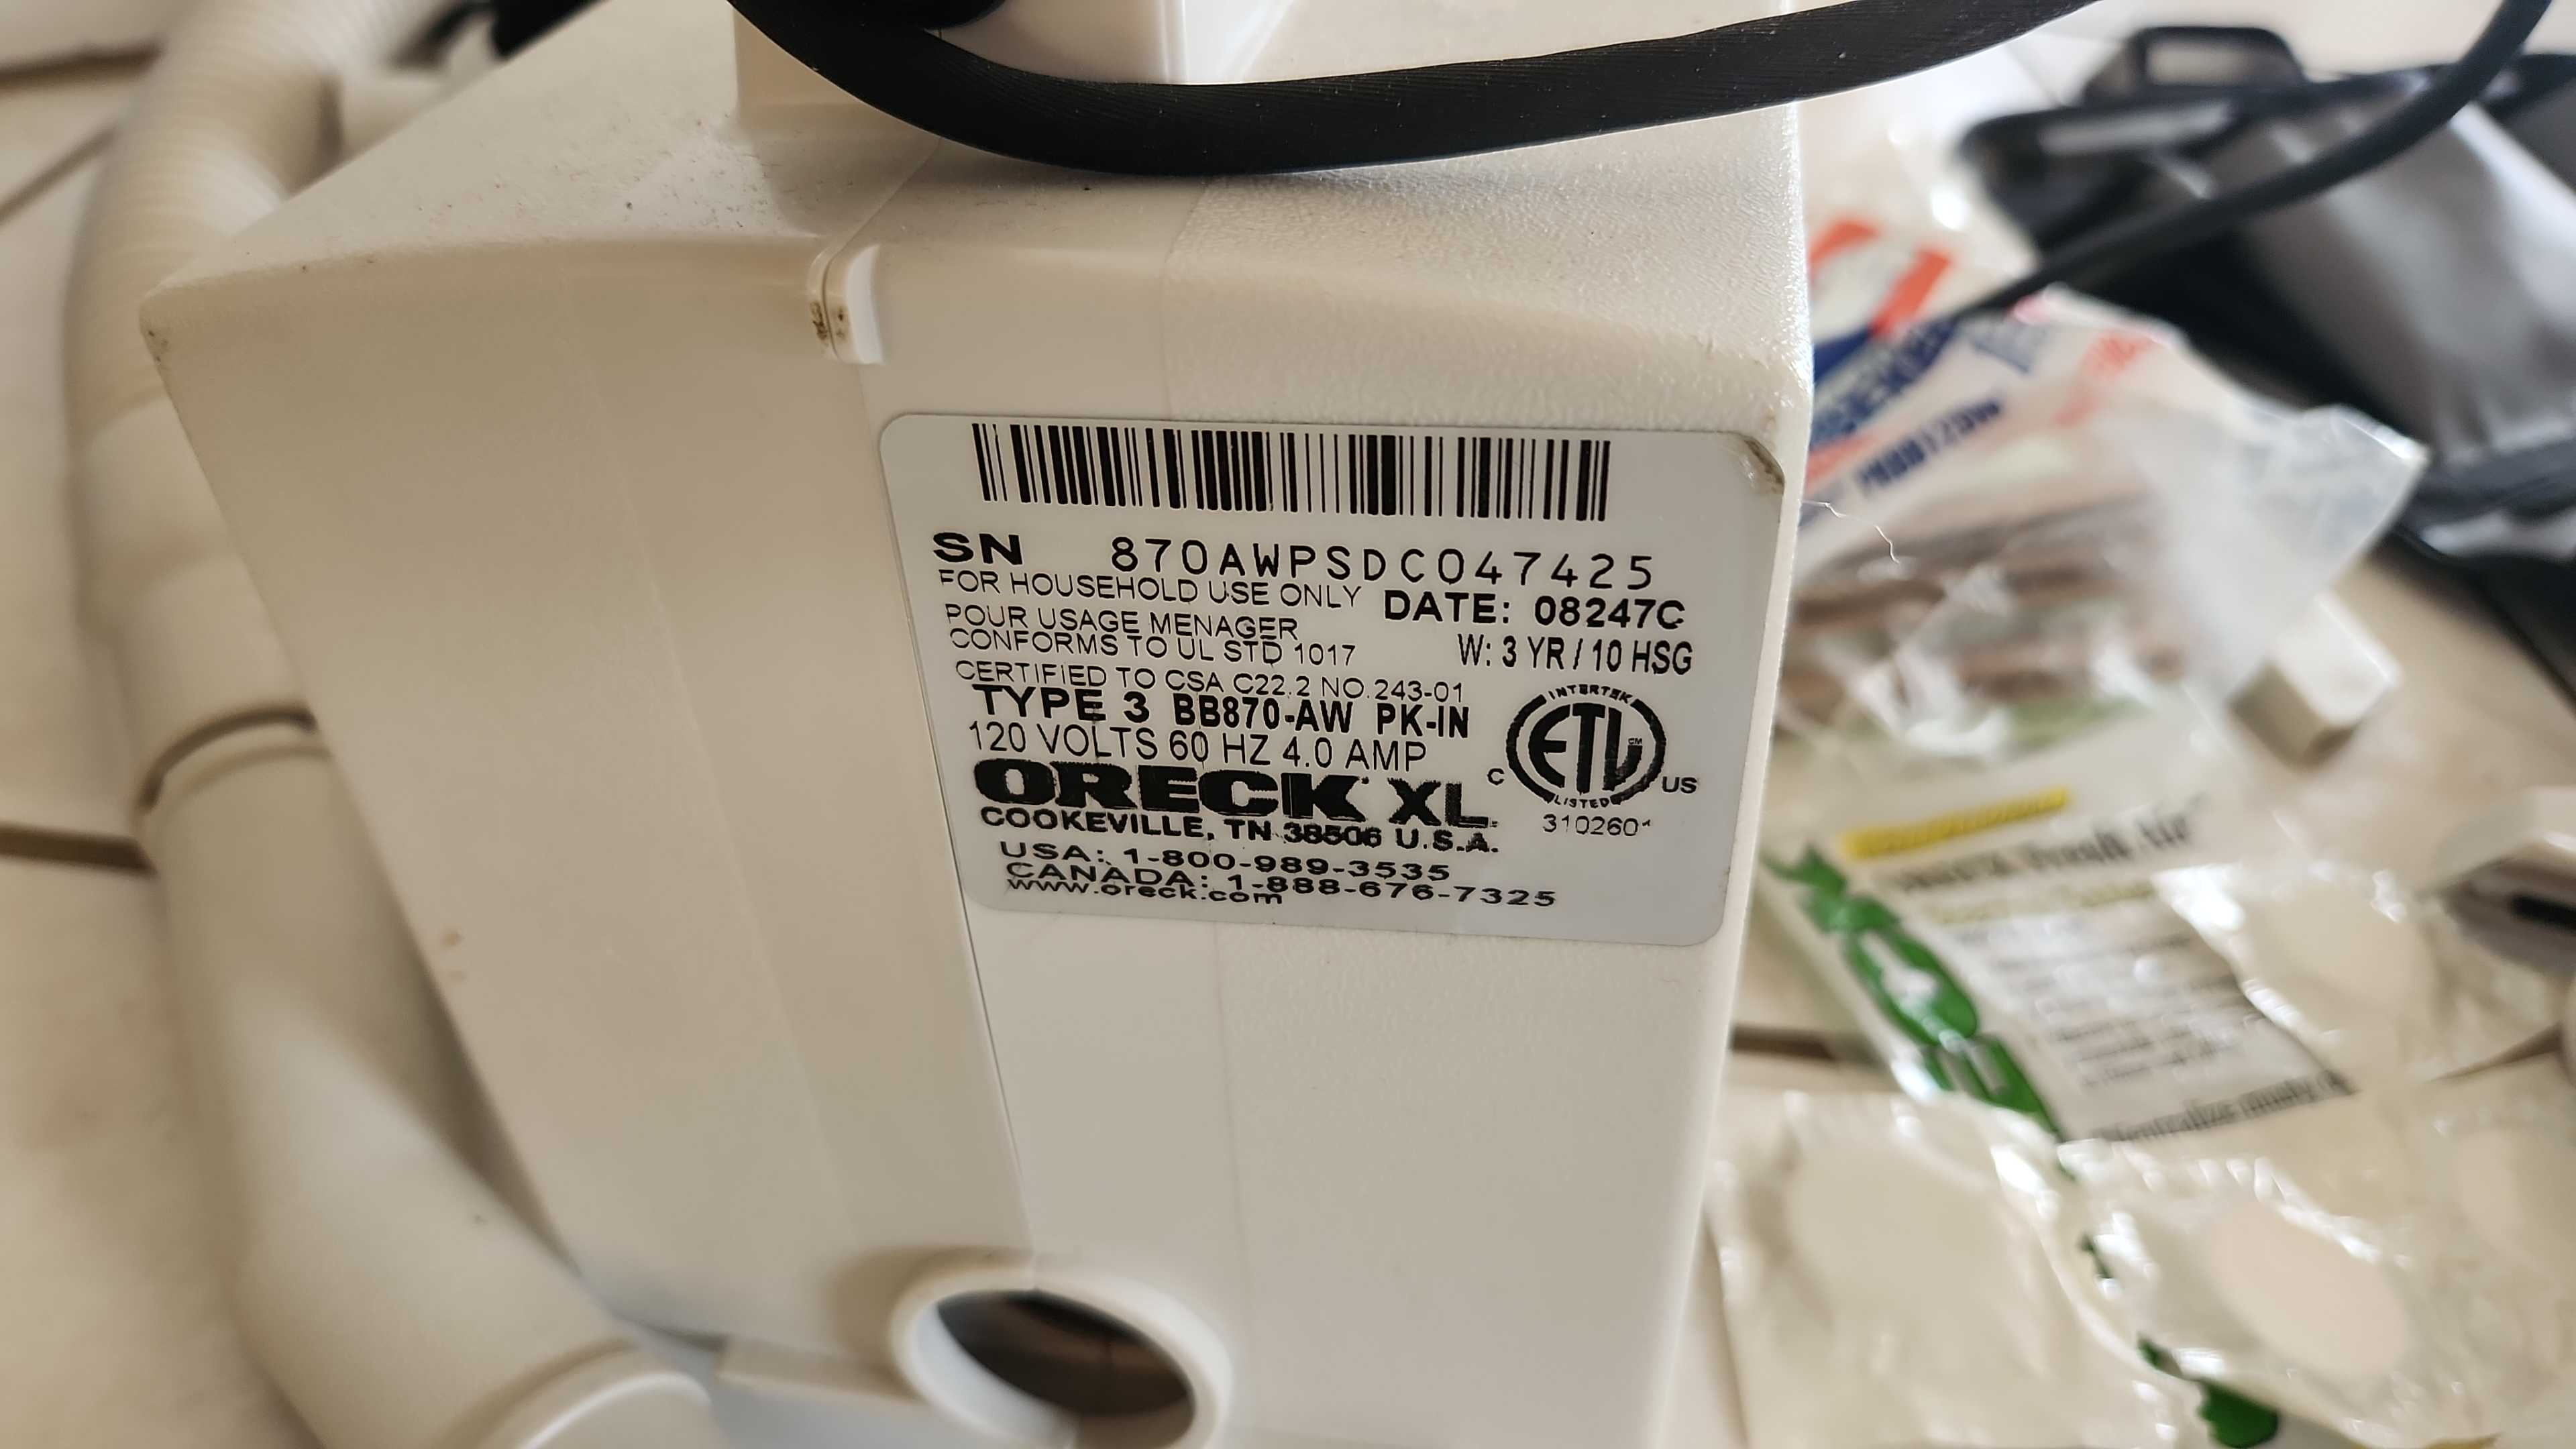 SN 870AWPSDC047425
FOR HOUSEHOLD USE ONLY DATE: 08247C
POUR USAGE MENAGER
CONFORMS TO UL STD 1017 W: 3 YR / 10 HSG
CERTIFIED TO CSA C22.2 NO.243-01
TYPE 3 BB870-AW PK-IN
120 VOLTS 60 HZ 4.0 AMP
INTERTEK
ETL CM
C US
LISTED
310260
ORECK XL
COOKEVILLE, TN 38506 U.S.A.
USA: 1-800-989-3535
CANADA: 1-888-676-7325
www.oreck.com
Fresh Air